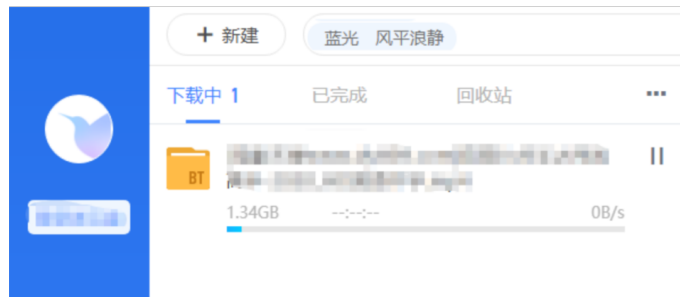 + 新建
蓝光 风平浪静
下载中 1 已完成 回收站 •••
BT
1.34GB --:--:-- 0B/s